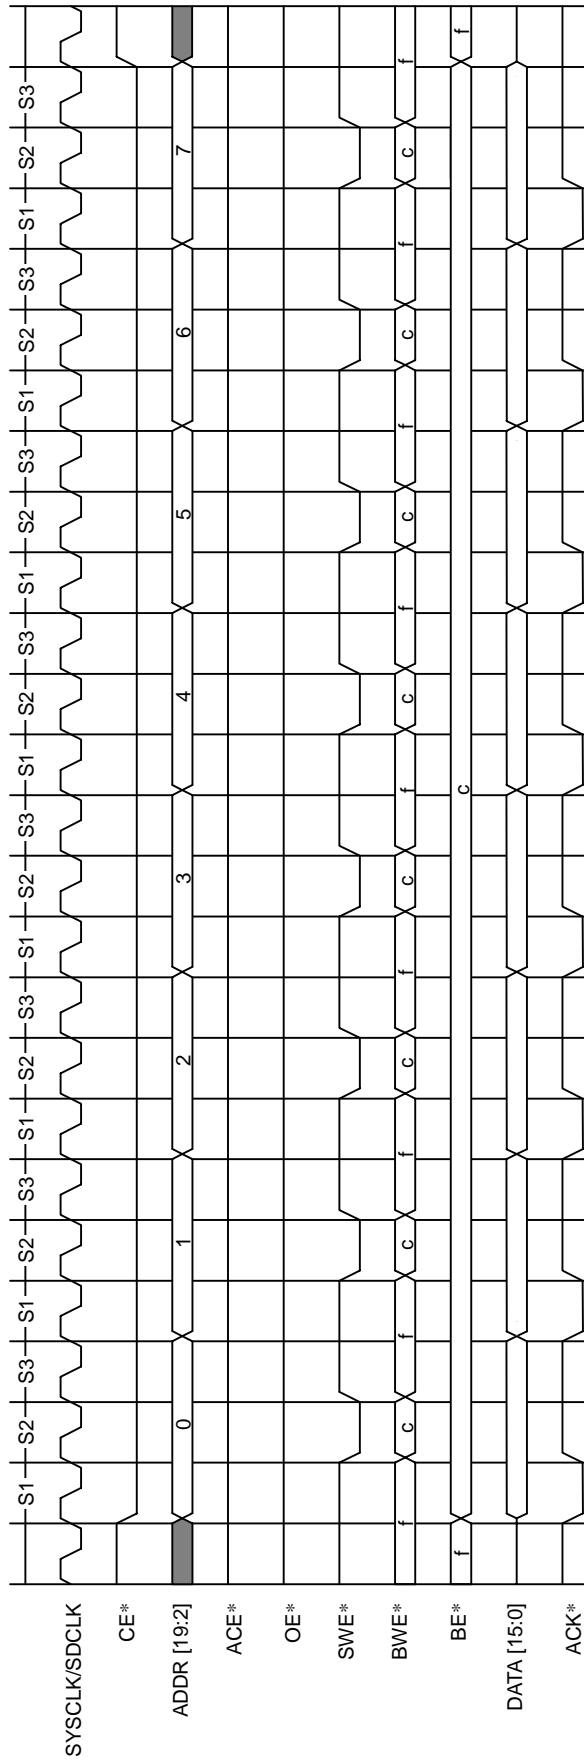 S1 S2 S3 S1 S2 S3 S1 S2 S3 S1 S2 S3 S1 S2 S3 S1 S2 S3 S1 S2 S3 S1 S2 S3
SYSCLK/SDCLK
CE*
ADDR [19:2] 0 1 2 3 4 5 6 7
ACE*
OE*
SWE*
BWE* f c f c f c f c f c f c f c f c f
BE* f c f
DATA [15:0]
ACK*